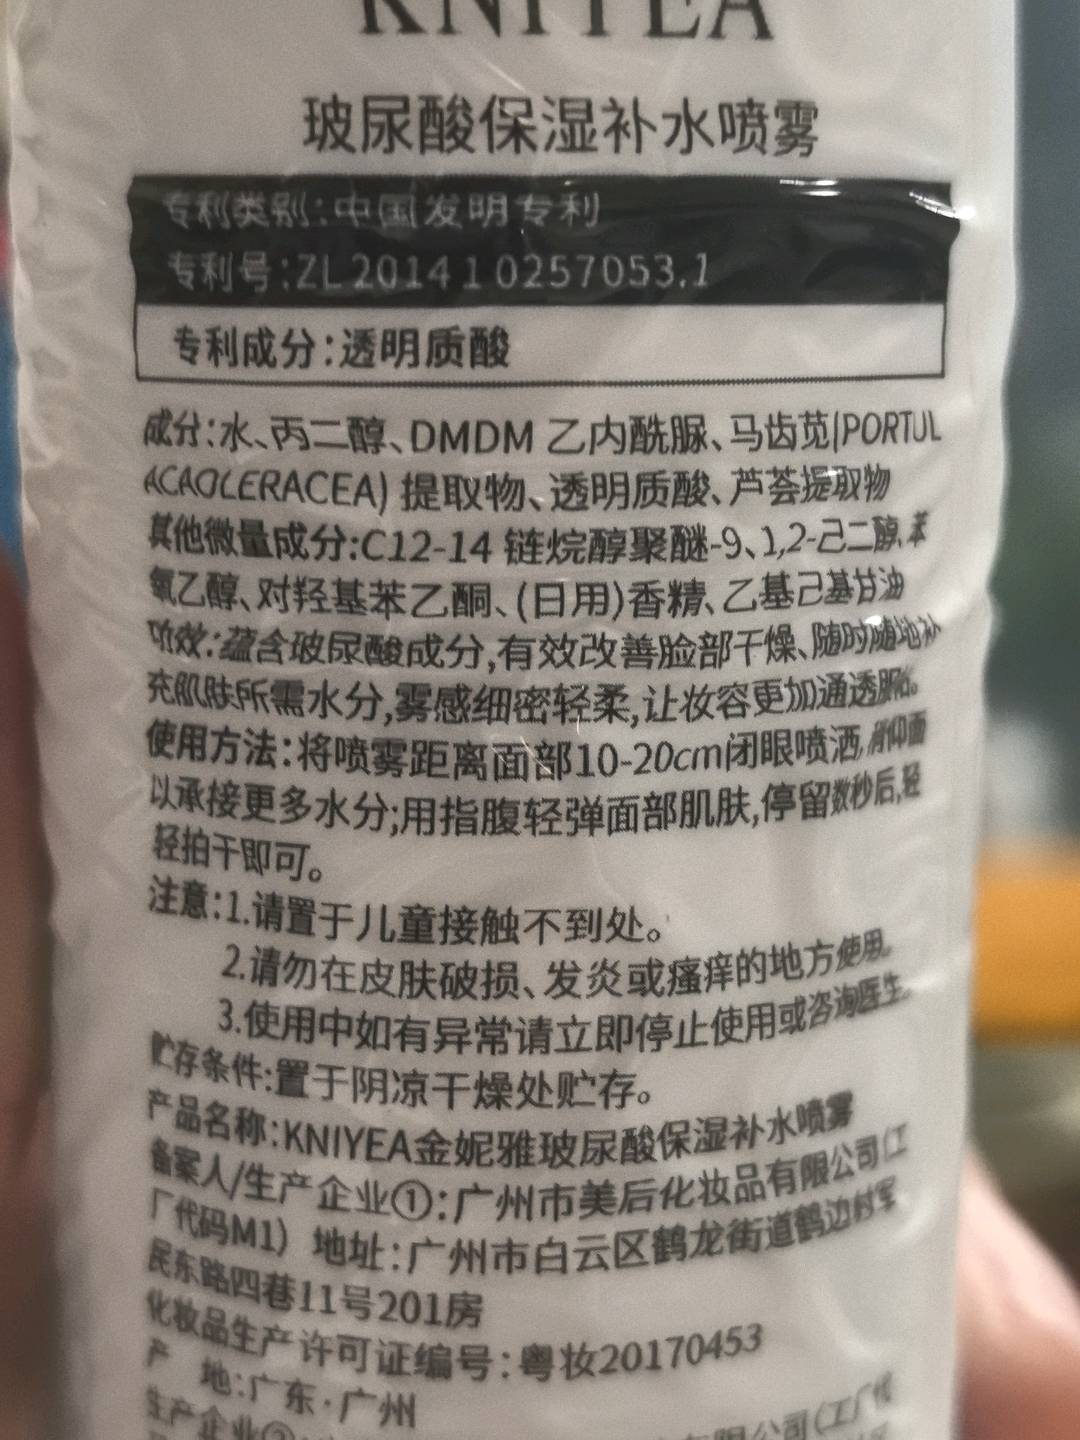 KNIYEA
玻尿酸保湿补水喷雾
专利类别:中国发明专利
专利号:ZL 2014 1 0257053.1
专利成分:透明质酸
成分:水、丙二醇、DMDM 乙内酰脲、马齿苋(PORTUL
ACAOLERACEA) 提取物、透明质酸、芦荟提取物
其他微量成分:C12-14 链烷醇聚醚-9、1,2-己二醇、苯
氧乙醇、对羟基苯乙酮、(日用)香精、乙基己基甘油
功效:蕴含玻尿酸成分,有效改善脸部干燥、随时随地补
充肌肤所需水分,雾感细密轻柔,让妆容更加通透服帖。
使用方法:将喷雾距离面部10-20cm闭眼喷洒,后仰面
以承接更多水分;用指腹轻弹面部肌肤,停留数秒后,轻
轻拍干即可。
注意:1.请置于儿童接触不到处。
2.请勿在皮肤破损、发炎或瘙痒的地方使用。
3.使用中如有异常请立即停止使用或咨询医生。
贮存条件:置于阴凉干燥处贮存。
产品名称:KNIYEA金妮雅玻尿酸保湿补水喷雾
备案人/生产企业①:广州市美后化妆品有限公司(工
厂代码M1) 地址:广州市白云区鹤龙街道鹤边村军
民东路四巷11号201房
化妆品生产许可证编号:粤妆20170453
产 地:广东·广州
生产企业②: 有限公司(工厂代